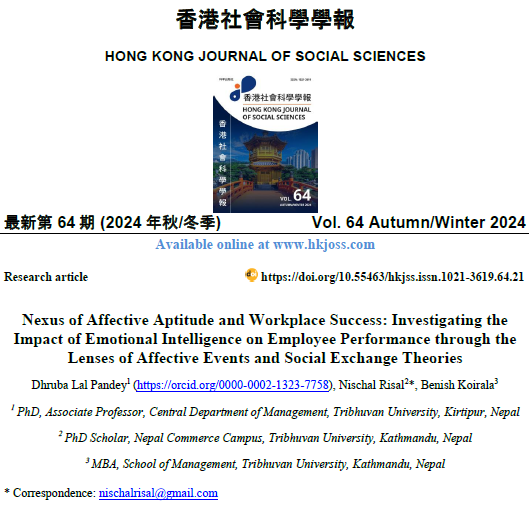 香港社會科學學報
HONG KONG JOURNAL OF SOCIAL SCIENCES
香港社會科學學報
HONG KONG JOURNAL
OF SOCIAL SCIENCES
香港社會科學學報
VOL. 64
AUTUMN/WINTER 2024
最新第 64 期 (2024 年秋/冬季)
Vol. 64 Autumn/Winter 2024
Available online at www.hkjoss.com
Research article
https://doi.org/10.55463/hkjss.issn.1021-3619.64.21
Nexus of Affective Aptitude and Workplace Success: Investigating the
Impact of Emotional Intelligence on Employee Performance through the
Lenses of Affective Events and Social Exchange Theories
Dhruba Lal Pandey1 (https://orcid.org/0000-0002-1323-7758), Nischal Risal2*, Benish Koirala3
1 PhD, Associate Professor, Central Department of Management, Tribhuvan University, Kirtipur, Nepal
2 PhD Scholar, Nepal Commerce Campus, Tribhuvan University, Kathmandu, Nepal
3 MBA, School of Management, Tribhuvan University, Kathmandu, Nepal
* Correspondence: nischalrisal@gmail.com